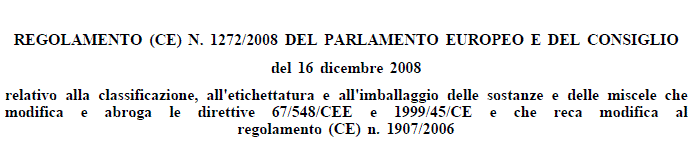 REGOLAMENTO (CE) N. 1272/2008 DEL PARLAMENTO EUROPEO E DEL CONSIGLIO
del 16 dicembre 2008
relativo alla classificazione, all'etichettatura e all'imballaggio delle sostanze e delle miscele che
modifica e abroga le direttive 67/548/CEE e 1999/45/CE e che reca modifica al
regolamento (CE) n. 1907/2006